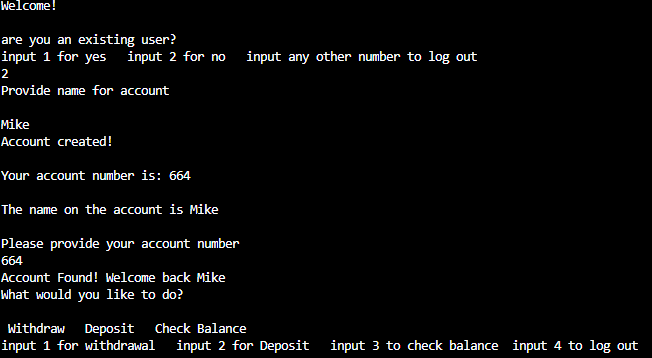 Welcome!
are you an existing user?
input 1 for yes   input 2 for no   input any other number to log out
2
Provide name for account
Mike
Account created!
Your account number is: 664
The name on the account is Mike
Please provide your account number
664
Account Found! Welcome back Mike
What would you like to do?
 Withdraw   Deposit   Check Balance
input 1 for withdrawal   input 2 for Deposit   input 3 to check balance  input 4 to log out